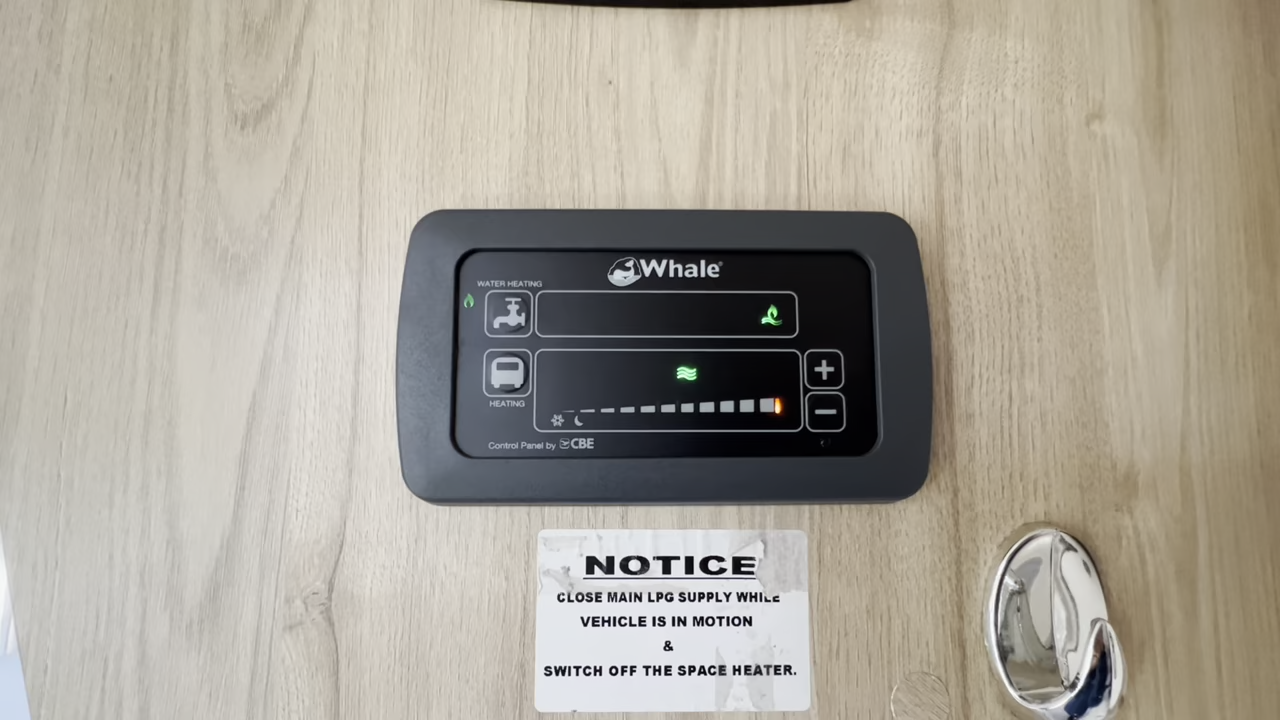 Whale®
WATER HEATING
HEATING
Control Panel by CBE
NOTICE
CLOSE MAIN LPG SUPPLY WHILE
VEHICLE IS IN MOTION
&
SWITCH OFF THE SPACE HEATER.